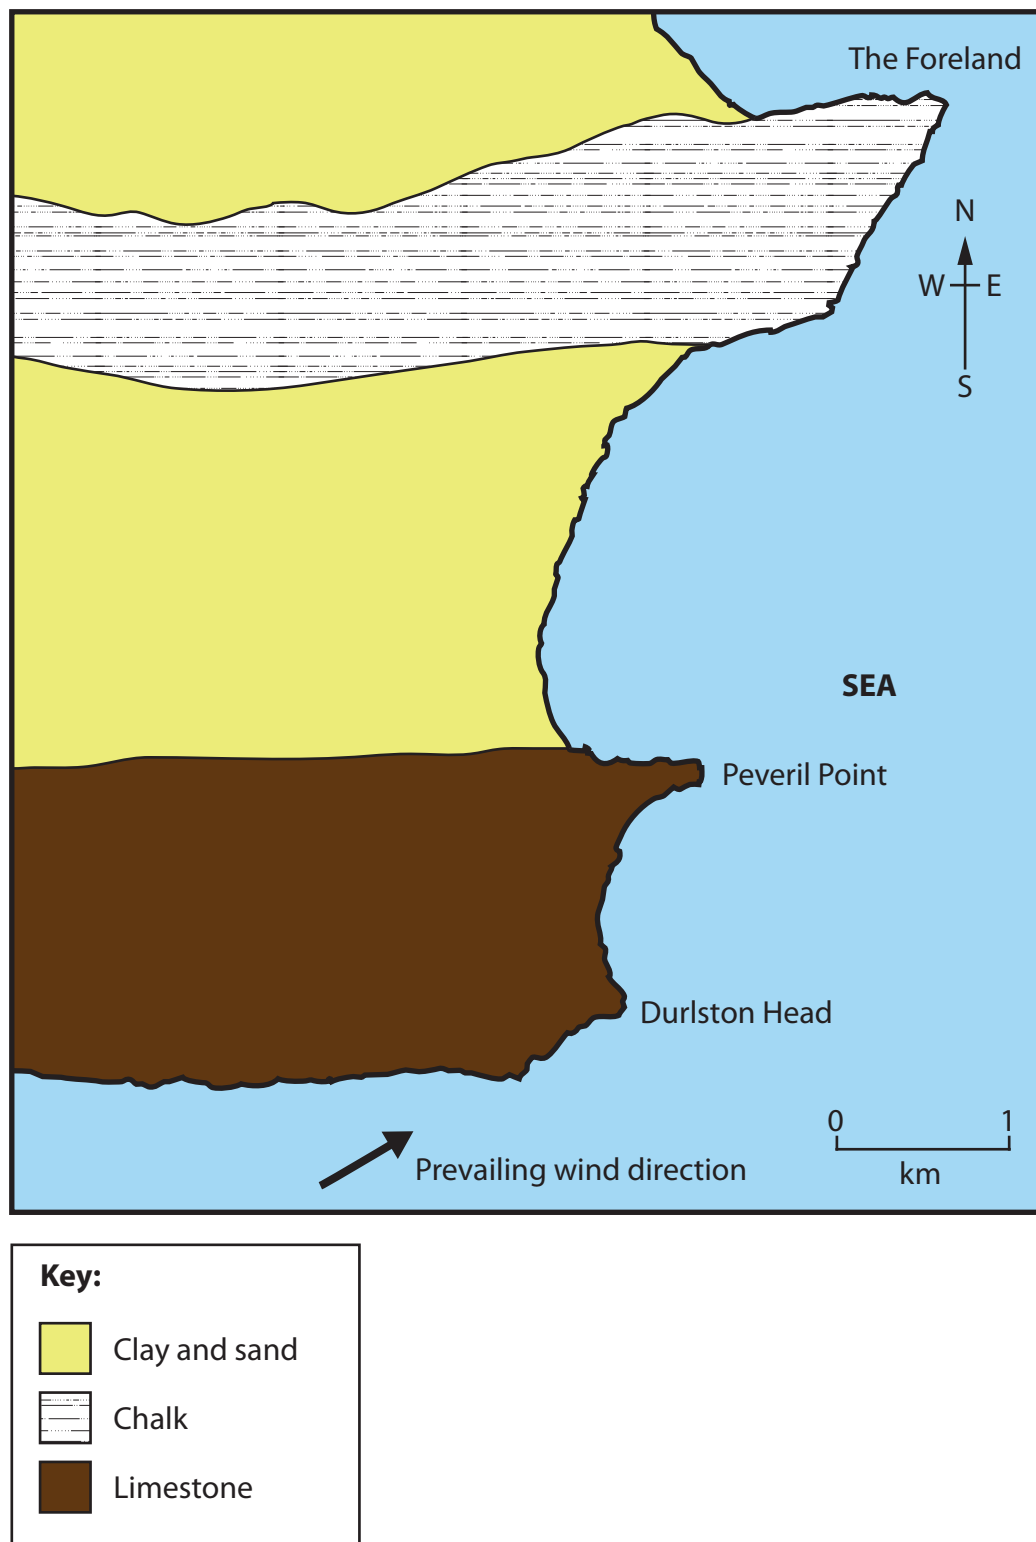 The Foreland
N
W E
S
SEA
Peveril Point
Durlston Head
0 1
km
Prevailing wind direction
Key:
Clay and sand
Chalk
Limestone